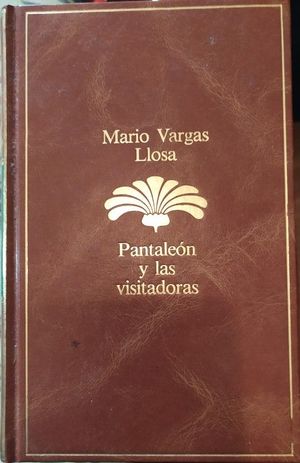 Mario Vargas
Llosa
Pantaleón
y las
visitadoras